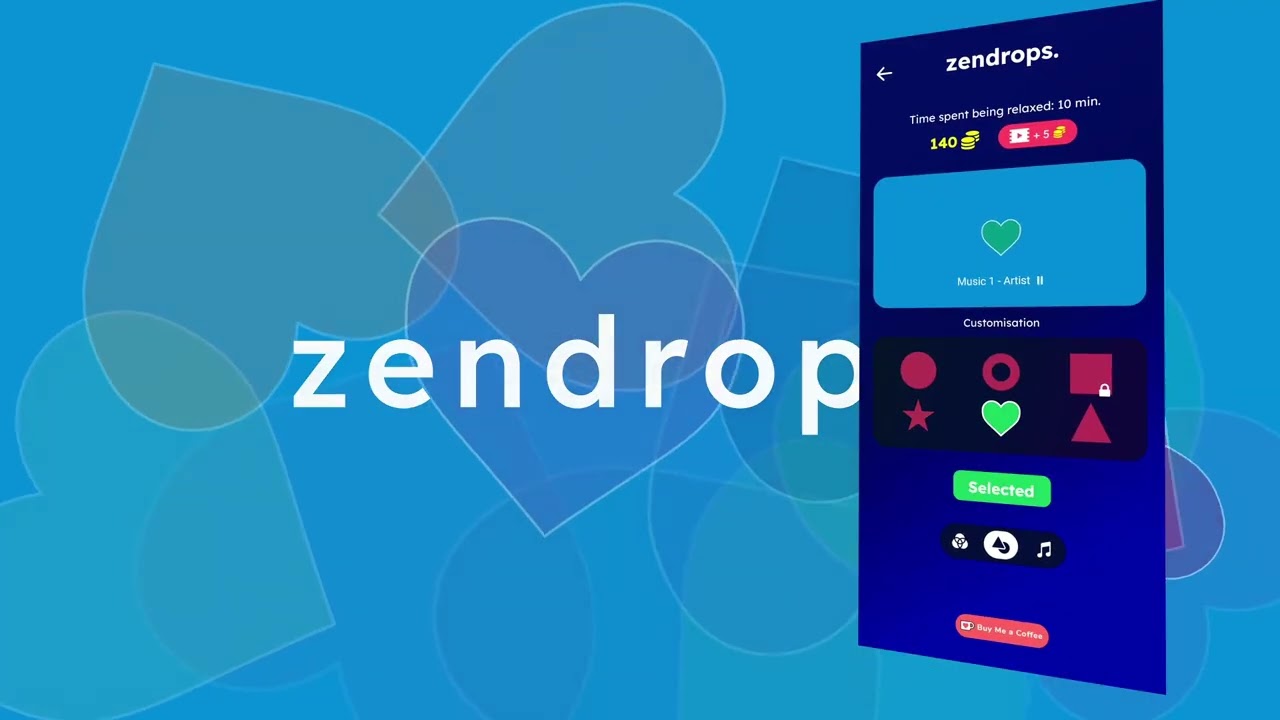 zendrop
zendrops.
Time spent being relaxed: 10 min.
140
+ 5
Music 1 - Artist
Customisation
Selected
Buy Me a Coffee